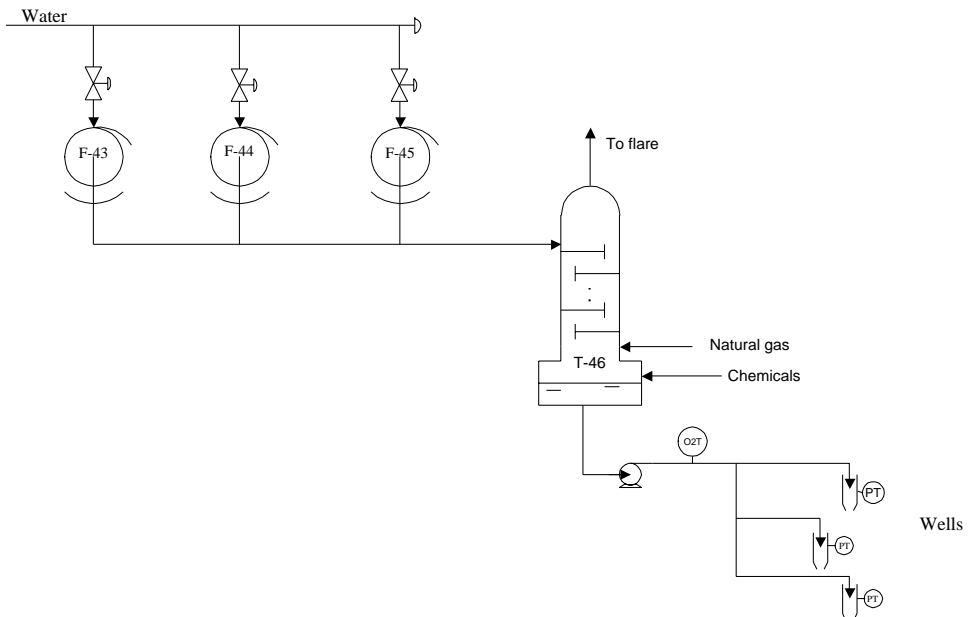 Water
F-43
F-44
F-45
To flare
Natural gas
T-46
Chemicals
O2T
PT
Wells
PT
PT